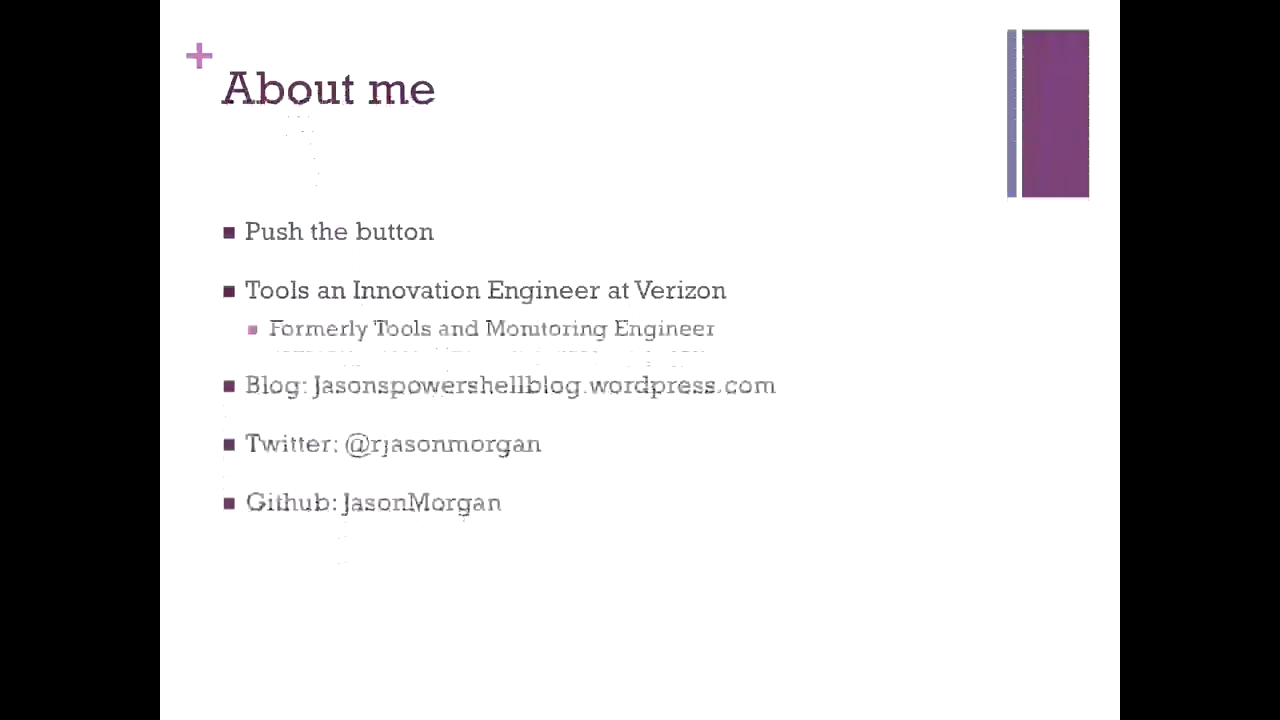 About me
Push the button
Tools an Innovation Engineer at Verizon
Formerly Tools and Monitoring Engineer
Blog: Jasonspowershellblog.wordpress.com
Twitter: @rjasonmorgan
Github: JasonMorgan